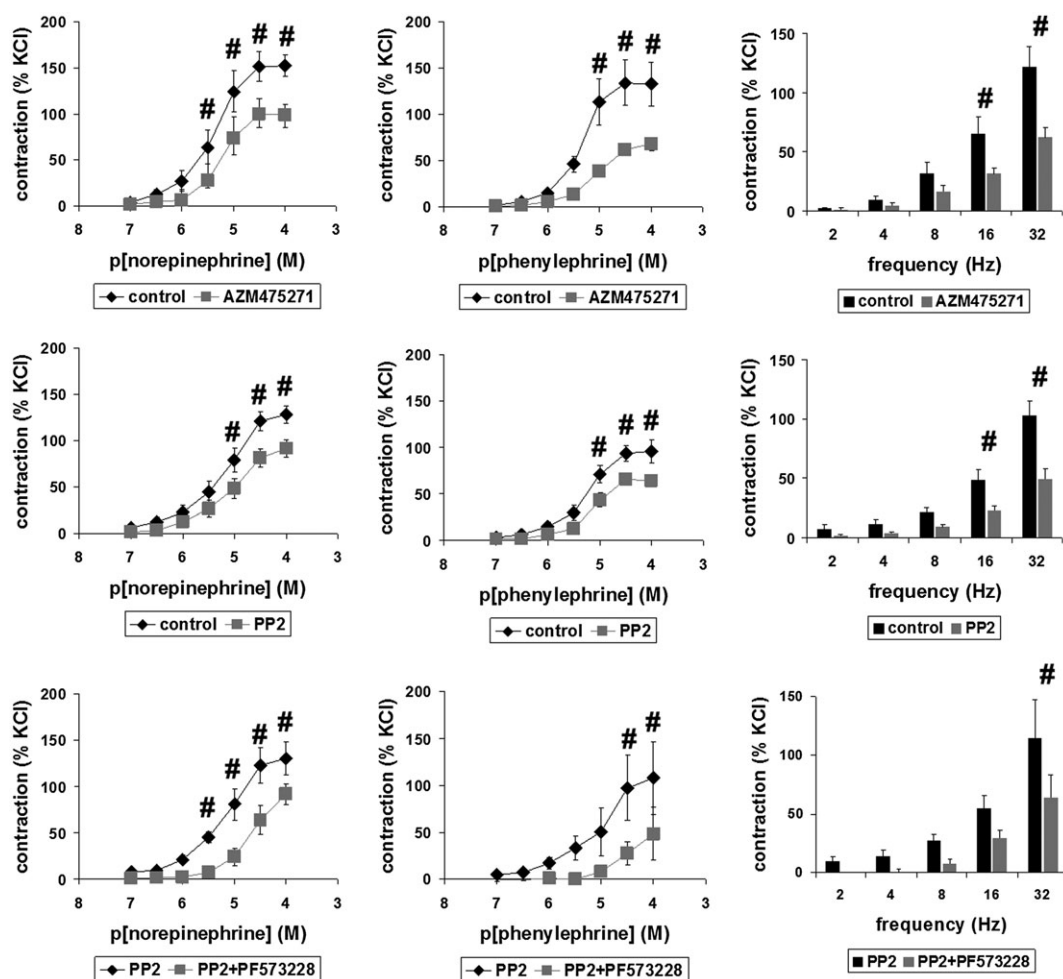 200
150
100
50
0
contraction (% KCl)
# # # #
8 7 6 5 4 3
p[norepinephrine] (M)
control AZM475271
200
150
100
50
0
contraction (% KCl)
# # #
8 7 6 5 4 3
p[phenylephrine] (M)
control AZM475271
150
100
50
0
contraction (% KCl)
# #
2 4 8 16 32
frequency (Hz)
control AZM475271
200
150
100
50
0
contraction (% KCl)
# # #
8 7 6 5 4 3
p[norepinephrine] (M)
control PP2
200
150
100
50
0
contraction (% KCl)
# # #
8 7 6 5 4 3
p[phenylephrine] (M)
control PP2
150
100
50
0
contraction (% KCl)
# #
2 4 8 16 32
frequency (Hz)
control PP2
200
150
100
50
0
contraction (% KCl)
# # # #
8 7 6 5 4 3
p[norepinephrine] (M)
PP2 PP2+PF573228
200
150
100
50
0
contraction (% KCl)
# #
8 7 6 5 4 3
p[phenylephrine] (M)
PP2 PP2+PF573228
150
100
50
0
contraction (% KCl)
#
2 4 8 16 32
frequency (Hz)
PP2 PP2+PF573228